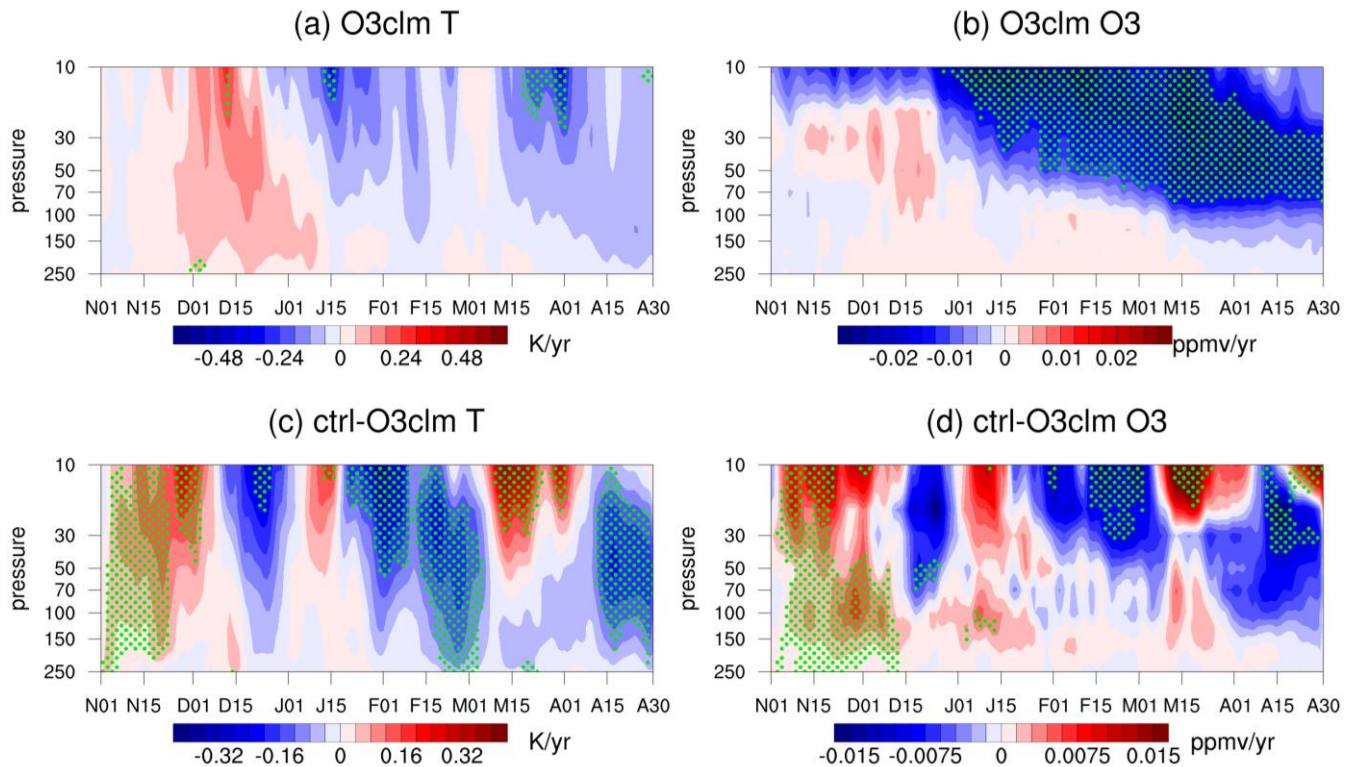 (a) O3clm T
(b) O3clm O3
pressure
10
30
50
70
100
150
250
N01 N15 D01 D15 J01 J15 F01 F15 M01 M15 A01 A15 A30
-0.48 -0.24 0 0.24 0.48 K/yr
pressure
10
30
50
70
100
150
250
N01 N15 D01 D15 J01 J15 F01 F15 M01 M15 A01 A15 A30
-0.02 -0.01 0 0.01 0.02 ppmv/yr
(c) ctrl-O3clm T
(d) ctrl-O3clm O3
pressure
10
30
50
70
100
150
250
N01 N15 D01 D15 J01 J15 F01 F15 M01 M15 A01 A15 A30
-0.32 -0.16 0 0.16 0.32 K/yr
pressure
10
30
50
70
100
150
250
N01 N15 D01 D15 J01 J15 F01 F15 M01 M15 A01 A15 A30
-0.015 -0.0075 0 0.0075 0.015 ppmv/yr